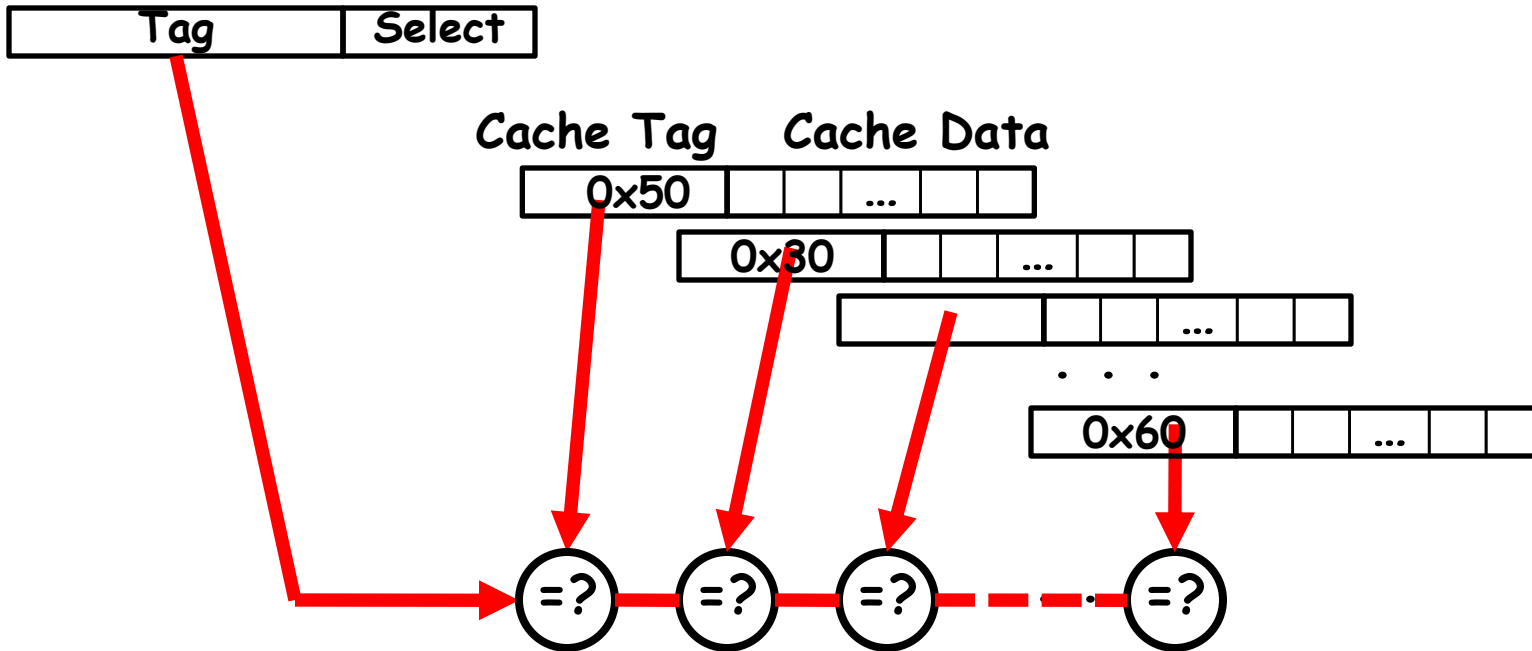 Tag Select
Cache Tag Cache Data
0x50 ...
0x30 ...
...
. . .
0x60 ...
=? =? =? . . =?